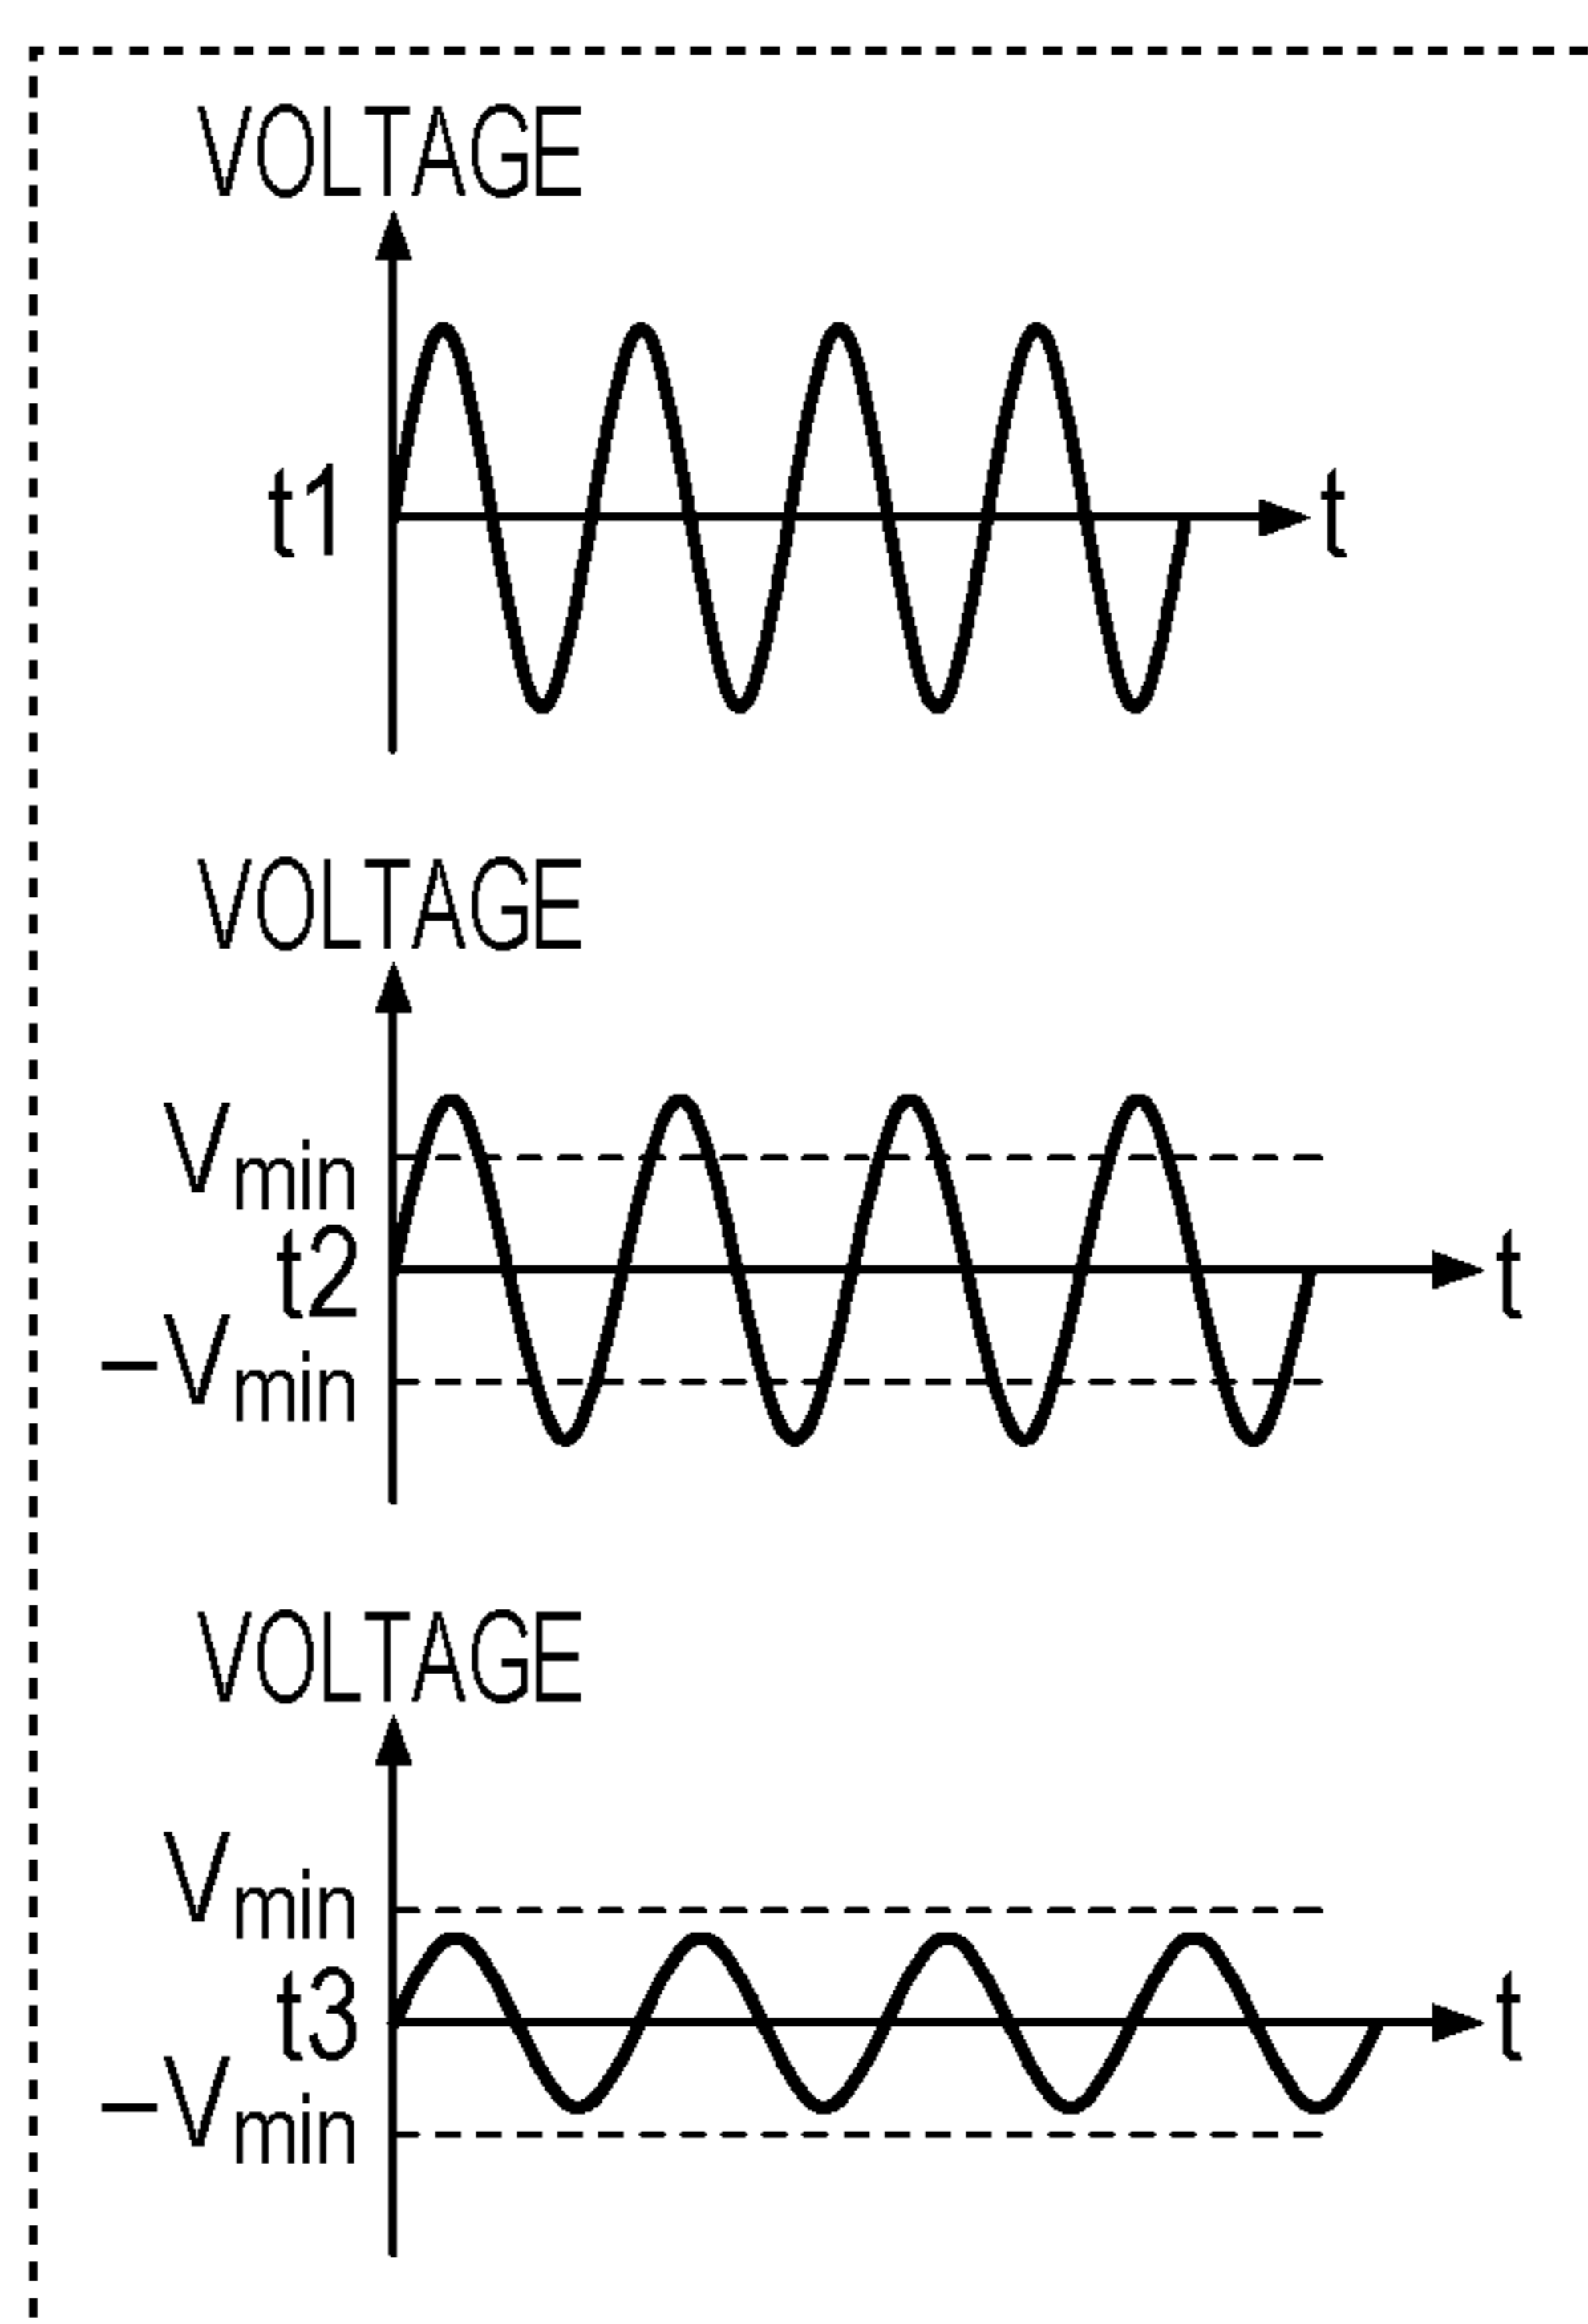 VOLTAGE
t1
t
VOLTAGE
Vmin
t2
t
−Vmin
VOLTAGE
Vmin
t3
t
−Vmin